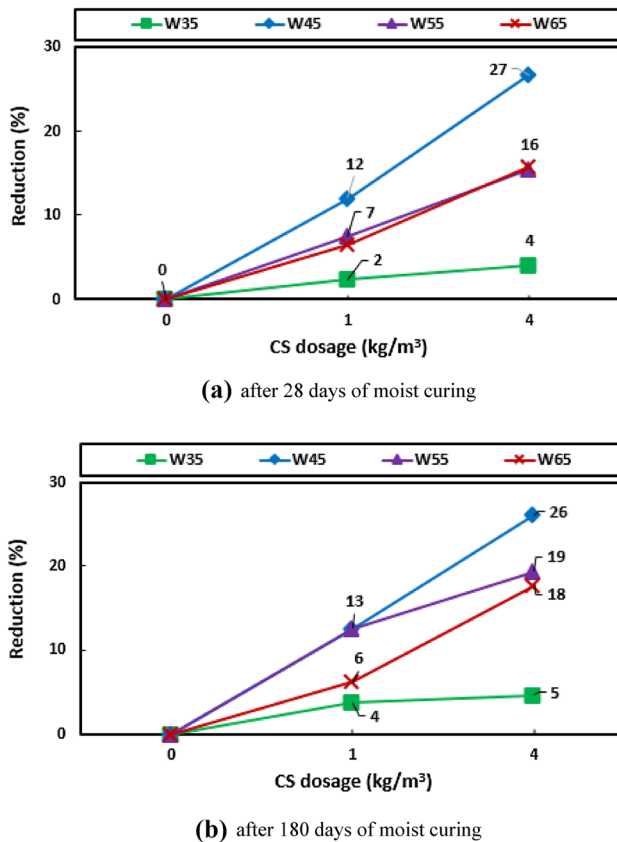 W35 W45 W55 W65
30
27
20
Reduction (%)
16
12
10
7
4
2
0
0
0 1 4
CS dosage (kg/m³)
(a) after 28 days of moist curing
W35 W45 W55 W65
30
26
20
19
Reduction (%)
18
13
10
6
5
4
0
0 1 4
CS dosage (kg/m³)
(b) after 180 days of moist curing